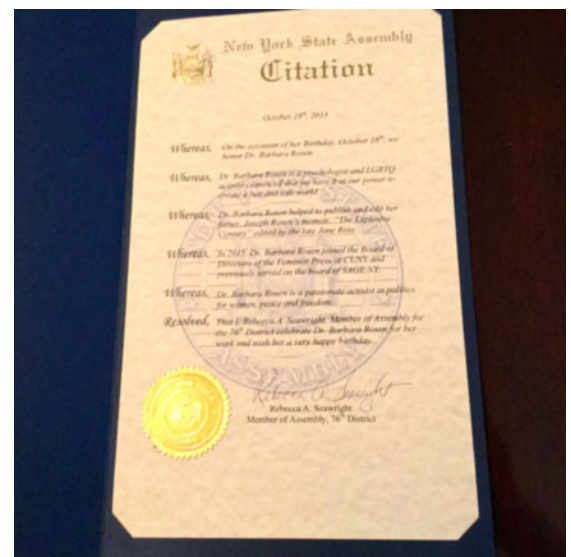 New York State Assembly
Citation
October 18th, 2015
Whereas, On the occasion of her Birthday, October 18th, we
honor Dr. Barbara Rosen
Whereas, Dr. Barbara Rosen is a psychologist and LGBTQ
activist convinced that we have it in our power to
create a just and safe world
Whereas, Dr. Barbara Rosen helped to publish and edit her
father, Joseph Rosen's memoir, "The Explosive
Century" edited by the late Jane
Whereas, In 2015, Dr. Barbara Rosen joined the Board of
Directors of the Feminist Press of CUNY and
previously served on the board of SAGE NY.
Whereas, Dr. Barbara Rosen is a passionate activist in politics
for women, peace and freedom.
Resolved, That I, Rebecca A. Seawright, Member of Assembly for
the 76th District celebrate Dr. Barbara Rosen for her
work and wish her a very happy birthday.
Rebecca A. Seawright
Rebecca A. Seawright
Member of Assembly, 76th District
ASSEMBLY